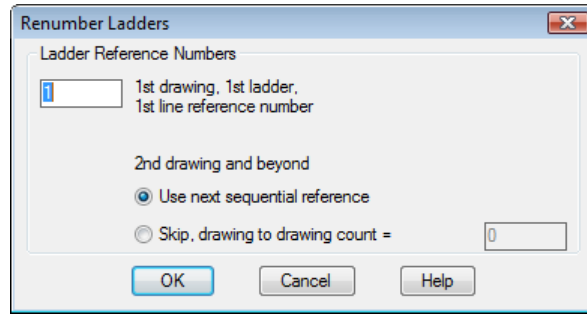 Renumber Ladders
Ladder Reference Numbers
1 1st drawing, 1st ladder,
1st line reference number
2nd drawing and beyond
Use next sequential reference
Skip, drawing to drawing count = 0
OK Cancel Help